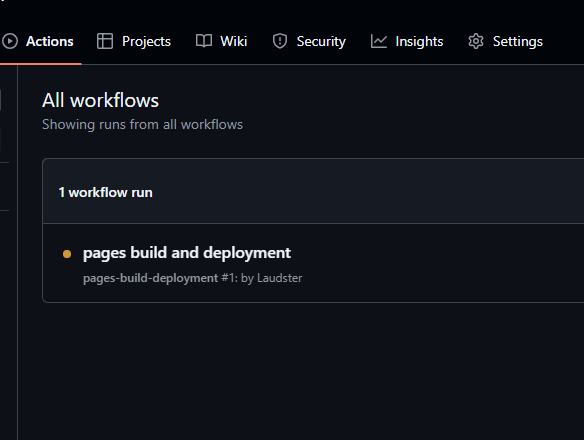 Actions Projects Wiki Security Insights Settings
All workflows
Showing runs from all workflows
1 workflow run
pages build and deployment
pages-build-deployment #1: by Laudster